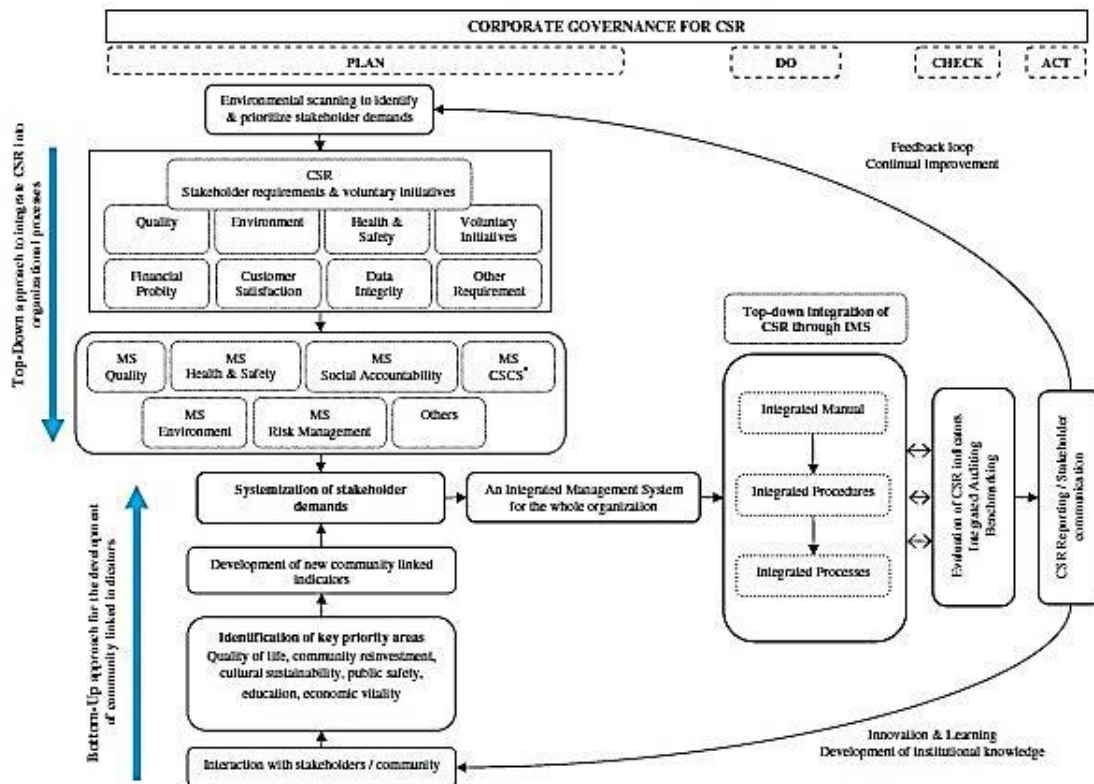 CORPORATE GOVERNANCE FOR CSR
PLAN
DO
CHECK
ACT
Environmental scanning to identify
& prioritize stakeholder demands
Feedback loop
Continual Improvement
Top-Down approach to integrate CSR into
organizational processes
CSR
Stakeholder requirements & voluntary initiatives
Quality
Environment
Health &
Safety
Voluntary
Initiatives
Financial
Probity
Customer
Satisfaction
Data
Integrity
Other
Requirement
MS
Quality
MS
Health & Safety
MS
Social Accountability
MS
CSCS*
MS
Environment
MS
Risk Management
Others
Top-down integration of
CSR through IMS
Integrated Manual
Integrated Procedures
Integrated Processes
Evaluation of CSR indicators
Integrated Auditing
Benchmarking
CSR Reporting / Stakeholder
communication
Systemization of stakeholder
demands
An Integrated Management System
for the whole organization
Bottom-Up approach for the development
of community linked indicators
Development of new community linked
indicators
Identification of key priority areas
Quality of life, community reinvestment,
cultural sustainability, public safety,
education, economic vitality
Interaction with stakeholders / community
Innovation & Learning
Development of institutional knowledge